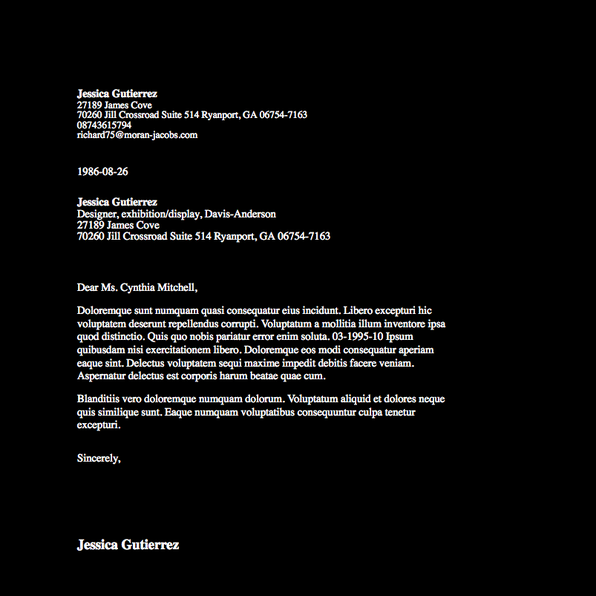 Jessica Gutierrez
27189 James Cove
70260 Jill Crossroad Suite 514 Ryanport, GA 06754-7163
08743615794
richard75@moran-jacobs.com
1986-08-26
Jessica Gutierrez
Designer, exhibition/display, Davis-Anderson
27189 James Cove
70260 Jill Crossroad Suite 514 Ryanport, GA 06754-7163
Dear Ms. Cynthia Mitchell,
Doloremque sunt numquam quasi consequatur eius incidunt. Libero excepturi hic
voluptatem deserunt repellendus corrupti. Voluptatum a mollitia illum inventore ipsa
quod distinctio. Quis quo nobis pariatur error enim soluta. 03-1995-10 Ipsum
quibusdam nisi exercitationem libero. Doloremque eos modi consequatur aperiam
eaque sint. Delectus voluptatem sequi maxime impedit debitis facere veniam.
Aspernatur delectus est corporis harum beatae quae cum.
Blanditiis vero doloremque numquam dolorum. Voluptatum aliquid et dolores neque
quis similique sunt. Eaque numquam voluptatibus consequuntur culpa tenetur
excepturi.
Sincerely,
Jessica Gutierrez